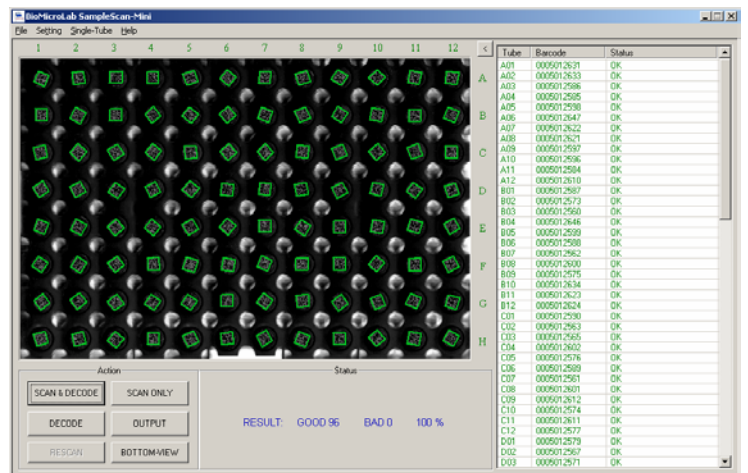 BioMicroLab SampleScan-Mini
File Setting Single-Tube Help
1 2 3 4 5 6 7 8 9 10 11 12 <
A
B
C
D
E
F
G
H
Action
SCAN & DECODE SCAN ONLY
DECODE OUTPUT
RESCAN BOTTOM-VIEW
Status
RESULT: GOOD 96 BAD 0 100 %
Tube Barcode Status
A01 0005012631 OK
A02 0005012633 OK
A03 0005012586 OK
A04 0005012585 OK
A05 0005012598 OK
A06 0005012647 OK
A07 0005012622 OK
A08 0005012621 OK
A09 0005012597 OK
A10 0005012596 OK
A11 0005012584 OK
A12 0005012610 OK
B01 0005012587 OK
B02 0005012573 OK
B03 0005012560 OK
B04 0005012646 OK
B05 0005012599 OK
B06 0005012588 OK
B07 0005012562 OK
B08 0005012600 OK
B09 0005012575 OK
B10 0005012634 OK
B11 0005012623 OK
B12 0005012624 OK
C01 0005012590 OK
C02 0005012563 OK
C03 0005012565 OK
C04 0005012602 OK
C05 0005012576 OK
C06 0005012589 OK
C07 0005012561 OK
C08 0005012601 OK
C09 0005012612 OK
C10 0005012574 OK
C11 0005012611 OK
C12 0005012577 OK
D01 0005012579 OK
D02 0005012567 OK
D03 0005012571 OK